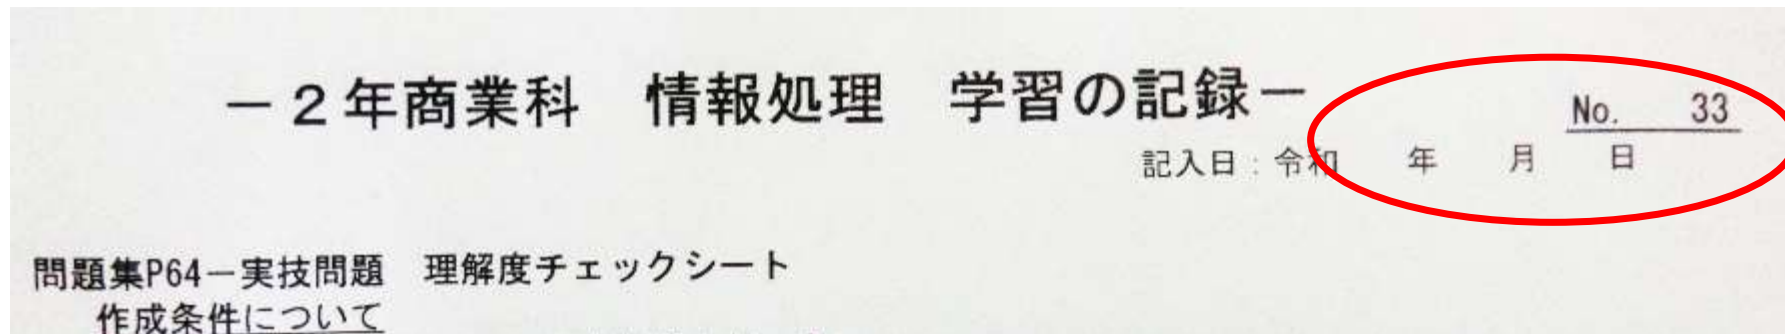 －２年商業科　情報処理　学習の記録－
No.　33
記入日：令和　年　月　日
問題集P64－実技問題　理解度チェックシート
作成条件について